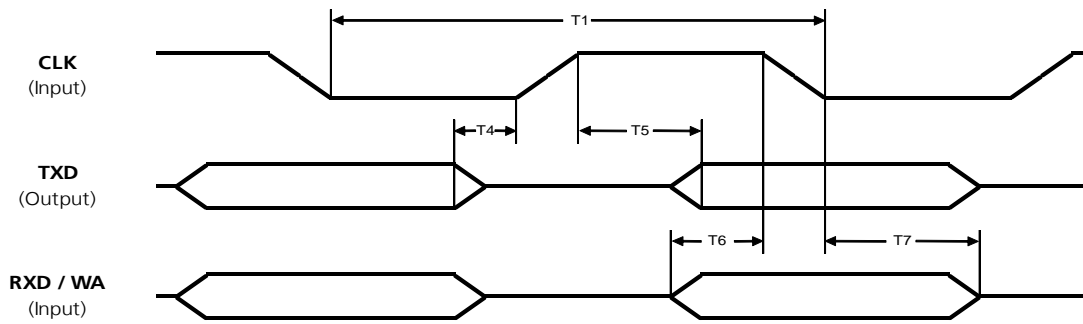 T1
CLK
(Input)
T4
T5
TXD
(Output)
T6
T7
RXD / WA
(Input)